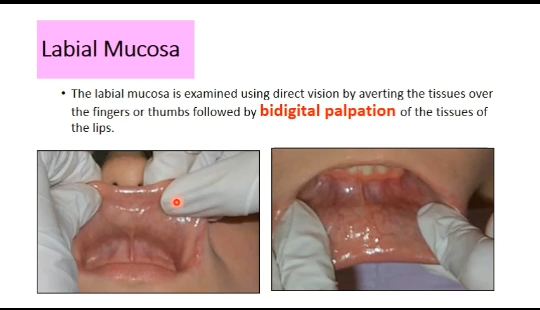 Labial Mucosa
• The labial mucosa is examined using direct vision by averting the tissues over
the fingers or thumbs followed by bidigital palpation of the tissues of
the lips.